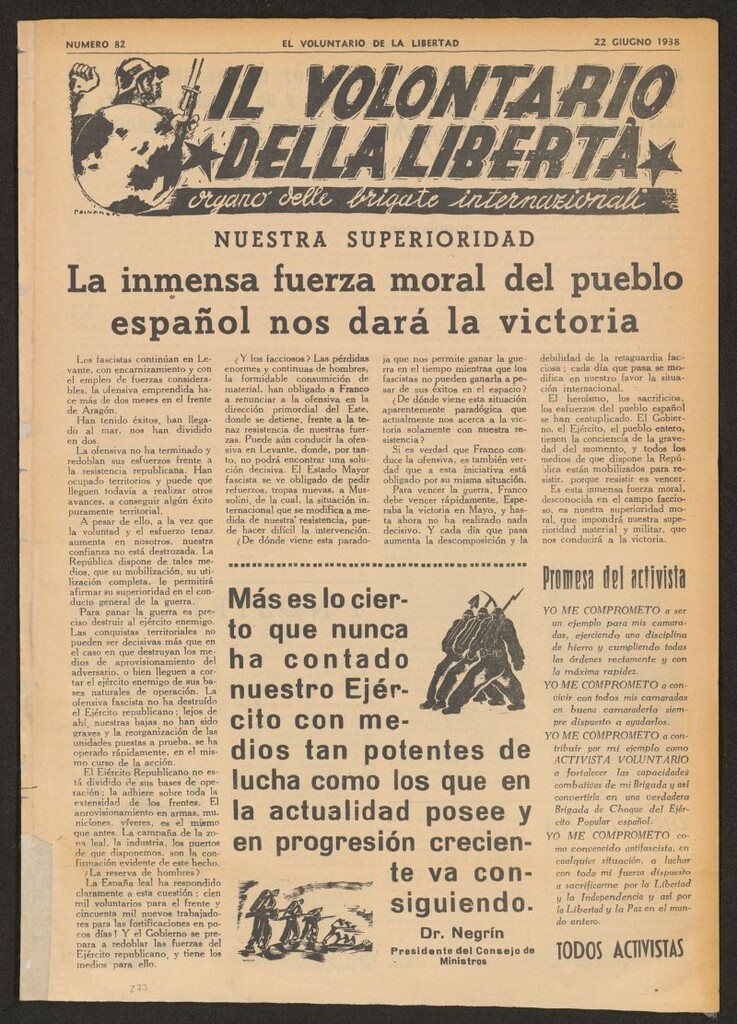 NUMERO 82
EL VOLUNTARIO DE LA LIBERTAD
22 GIUGNO 1938
IL VOLONTARIO
DELLA LIBERTÀ
organo delle brigate internazionali
NUESTRA SUPERIORIDAD
La inmensa fuerza moral del pueblo
español nos dará la victoria
Los fascistas continúan en Le-
vante, con encarnizamiento y con
el empleo de fuerzas considera-
bles, la ofensiva emprendida ha-
ce más de dos meses en el frente
de Aragón.
Han tenido éxitos, han llega-
do al mar, nos han dividido
en dos.
La ofensiva no ha terminado y
redoblan sus esfuerzos frente a
la resistencia republicana. Han
ocupado territorios y puede que
lleguen todavía a realizar otros
avances, a conseguir algún éxito
puramente territorial.
A pesar de ello, a la vez que
la voluntad y el esfuerzo tenaz
aumenta en nosotros, nuestra
confianza no está destrozada. La
República dispone de tales me-
dios, que su mobilización, su uti-
lización completa, le permitirá
afirmar su superioridad en el con-
ducto general de la guerra.
Para ganar la guerra es pre-
ciso destruir al ejército enemigo.
Las conquistas territoriales no
pueden ser decisivas más que en
el caso en que destruyan los me-
dios de aprovisionamiento del
adversario, o bien lleguen a cor-
tar el ejército enemigo de sus ba-
ses naturales de operación. La
ofensiva fascista no ha destruído
el Ejército republicano; lejos de
ahí, nuestras bajas no han sido
graves y la reorganización de las
unidades puestas a prueba, se ha
operado rápidamente, en el mis-
mo curso de la acción.
El Ejército Republicano no es-
tá dividido de sus bases de ope-
ración; la adhiere sobre toda la
extensidad de los frentes. El
aprovisionamiento en armas, mu-
niciones, víveres, es el mismo
que antes. La campaña de la zo-
na leal, la industria, los puertos
de que disponemos, son la con-
firmación evidente de este hecho.
¿La reserva de hombres?
La España leal ha respondido
claramente a esta cuestión: cien
mil voluntarios para el frente y
cincuenta mil nuevos trabajado-
res para las fortificaciones en po-
cos días! Y el Gobierno se pre-
para a redoblar las fuerzas del
Ejército republicano, y tiene los
medios para ello.
¿Y los facciosos? Las pérdidas
enormes y continuas de hombres,
la formidable consumición de
material, han obligado a Franco
a renunciar a la ofensiva en la
dirección primordial del Este,
donde se detiene, frente a la te-
naz resistencia de nuestras fuer-
zas. Puede aún conducir la ofen-
siva en Levante, donde, por tan-
to, no podrá encontrar una solu-
ción decisiva. El Estado Mayor
fascista se ve obligado de pedir
refuerzos, tropas nuevas, a Mus-
solini, de la cual, la situación in-
ternacional que se modifica a me-
dida de nuestra resistencia, pue-
de hacer difícil la intervención.
¿De dónde viene esta parado-
ja que nos permite ganar la gue-
rra en el tiempo mientras que los
fascistas no pueden ganarla a pe-
sar de sus éxitos en el espacio?
¿De dónde viene esta situación
aparentemente paradógica que
actualmente nos acerca a la vic-
toria solamente con nuestra re-
sistencia?
Si es verdad que Franco con-
duce la ofensiva, es también ver-
dad que a esta iniciativa está
obligado por su misma situación.
Para vencer la guerra, Franco
debe vencer rápidamente. Espe-
raba la victoria en Mayo, y has-
ta ahora no ha realizado nada
decisivo. Y cada día que pasa
aumenta la descomposición y la
debilidad de la retaguardia fac-
ciosa; cada día que pasa se mo-
difica en nuestro favor la situa-
ción internacional.
El heroísmo, los sacrificios,
los esfuerzos del pueblo español
se han centuplicado. El Gobier-
no, el Ejército, el pueblo entero,
tienen la conciencia de la grave-
dad del momento, y todos los
medios de que dispone la Repú-
blica están mobilizados para re-
sistir, porque resistir es vencer.
Es esta inmensa fuerza moral,
desconocida en el campo faccio-
so, es nuestra superioridad mo-
ral, que impondrá nuestra supe-
rioridad material y militar, que
nos conducirá a la victoria.
Más es lo cier-
to que nunca
ha contado
nuestro Ejér-
cito con me-
dios tan potentes de
lucha como los que en
la actualidad posee y
en progresión crecien-
te va con-
siguiendo.
Dr. Negrín
Presidente del Consejo de
Ministros
Promesa del activista
YO ME COMPROMETO a ser
un ejemplo para mis camara-
das, ejerciendo una disciplina
de hierro y cumpliendo todas
las órdenes rectamente y con
la máxima rapidez.
YO ME COMPROMETO a con-
vivir con todos mis camaradas
en buena camaradería siem-
pre dispuesto a ayudarlos.
YO ME COMPROMETO a con-
tribuir por mi ejemplo como
ACTIVISTA VOLUNTARIO
a fortalecer las capacidades
combativas de mi Brigada y así
convertirla en una verdadera
Brigada de Choque del Ejér-
cito Popular español.
YO ME COMPROMETO co-
mo convencido antifascista, en
cualquier situación, a luchar
con toda mi fuerza dispuesto
a sacrificarme por la Libertad
y la Independencia y así por
la Libertad y la Paz en el mun-
do entero.
TODOS ACTIVISTAS
273